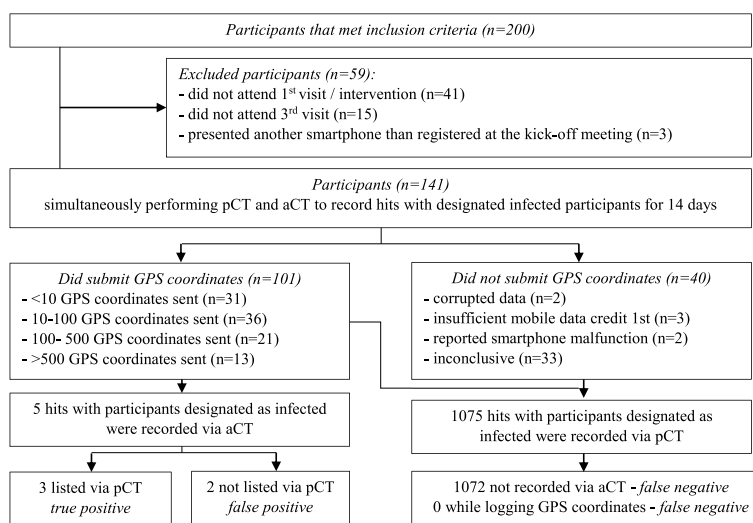 Participants that met inclusion criteria (n=200)
Excluded participants (n=59):
- did not attend 1st visit / intervention (n=41)
- did not attend 3rd visit (n=15)
- presented another smartphone than registered at the kick-off meeting (n=3)
Participants (n=141)
simultaneously performing pCT and aCT to record hits with designated infected participants for 14 days
Did submit GPS coordinates (n=101)
- <10 GPS coordinates sent (n=31)
- 10-100 GPS coordinates sent (n=36)
- 100- 500 GPS coordinates sent (n=21)
- >500 GPS coordinates sent (n=13)
Did not submit GPS coordinates (n=40)
- corrupted data (n=2)
- insufficient mobile data credit 1st (n=3)
- reported smartphone malfunction (n=2)
- inconclusive (n=33)
5 hits with participants designated as infected
were recorded via aCT
1075 hits with participants designated as
infected were recorded via pCT
3 listed via pCT
true positive
2 not listed via pCT
false positive
1072 not recorded via aCT - false negative
0 while logging GPS coordinates - false negative